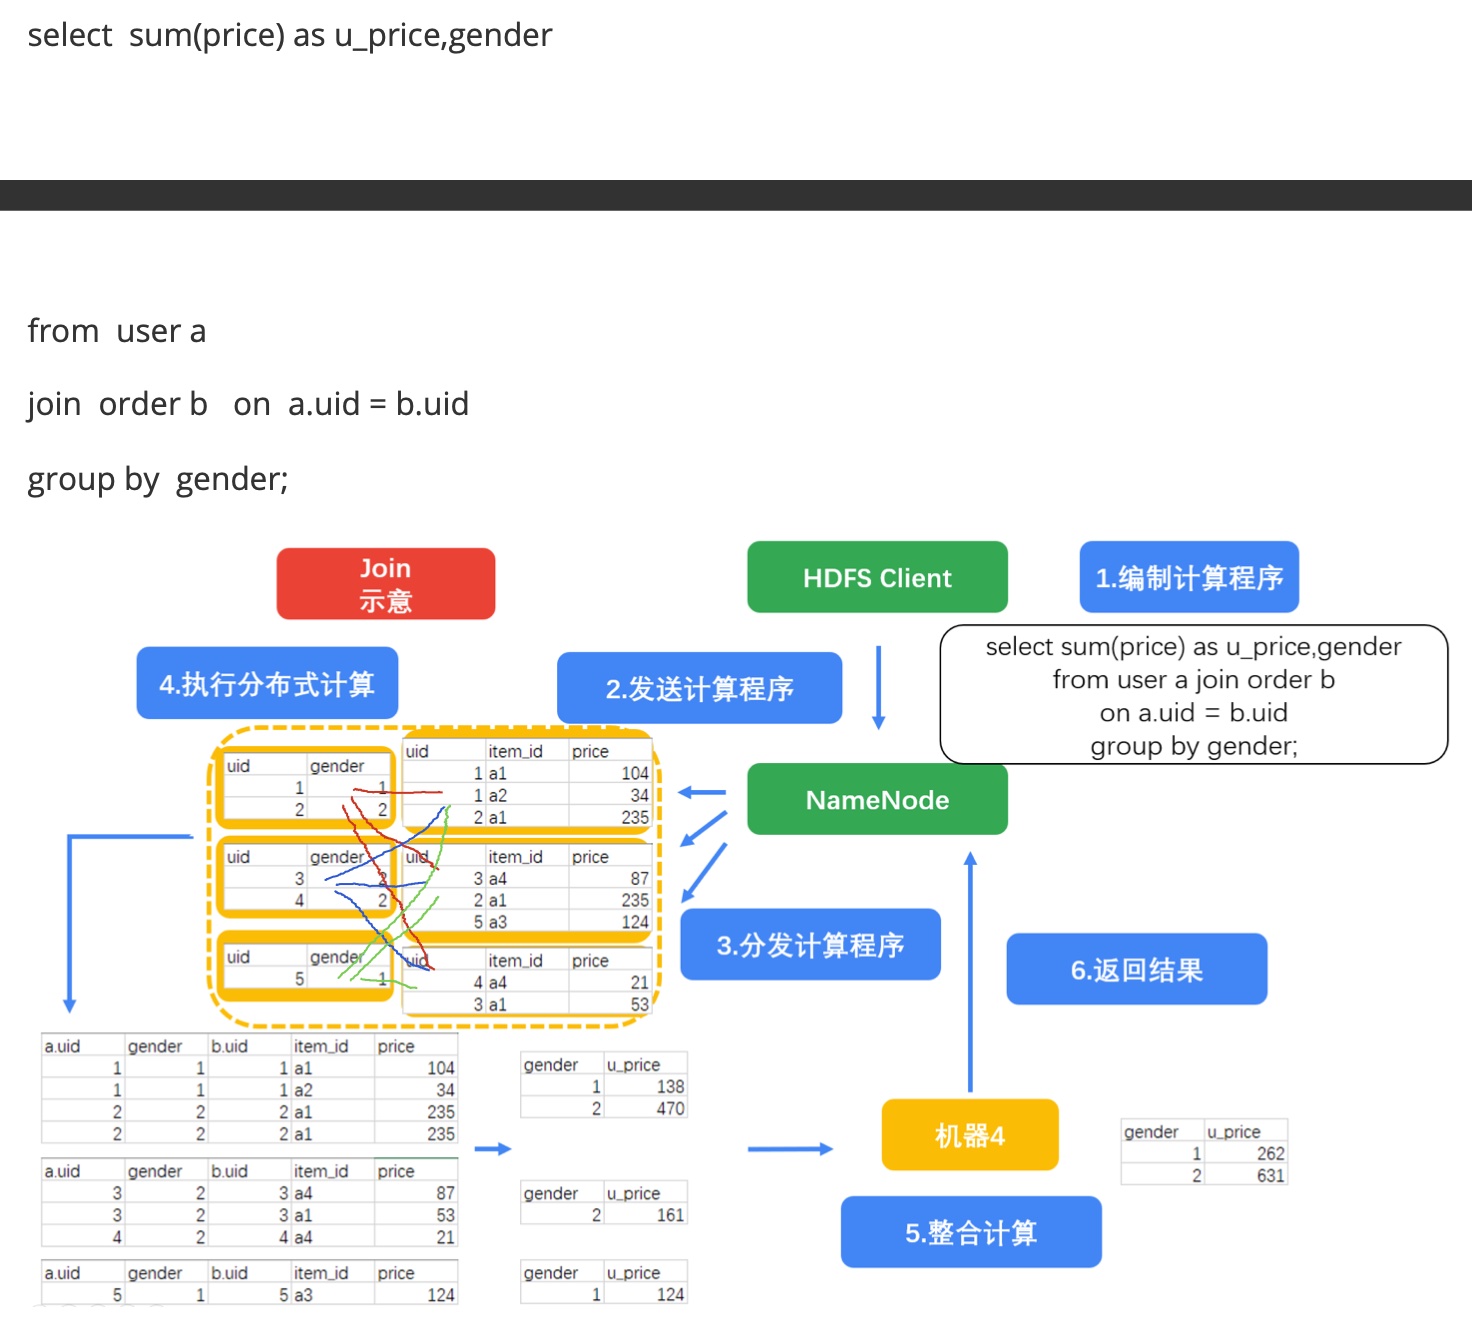 select  sum(price) as u_price,gender
from  user a
join  order b   on  a.uid = b.uid
group by  gender;
Join
示意
HDFS Client
1.编制计算程序
select sum(price) as u_price,gender
from user a join order b
on a.uid = b.uid
group by gender;
4.执行分布式计算
2.发送计算程序
uid gender
1 1
2 2
uid item_id price
1 a1 104
1 a2 34
2 a1 235
NameNode
uid gender
3 2
4 2
uid item_id price
3 a4 87
2 a1 235
5 a3 124
3.分发计算程序
uid gender
5 1
uid item_id price
4 a4 21
3 a1 53
6.返回结果
a.uid gender b.uid item_id price
1 1 1 a1 104
1 1 1 a2 34
2 2 2 a1 235
2 2 2 a1 235
gender u_price
1 138
2 470
机器4
gender u_price
1 262
2 631
a.uid gender b.uid item_id price
3 2 3 a4 87
3 2 3 a1 53
4 2 4 a4 21
gender u_price
2 161
5.整合计算
a.uid gender b.uid item_id price
5 1 5 a3 124
gender u_price
1 124